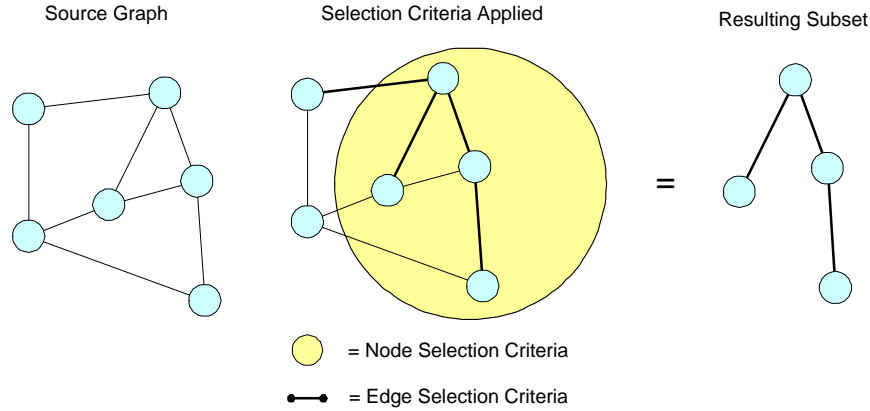 Source Graph
Selection Criteria Applied
Resulting Subset
=
= Node Selection Criteria
= Edge Selection Criteria